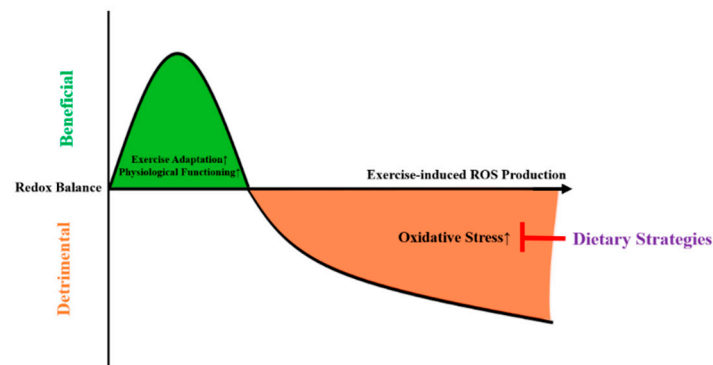 Beneficial
Exercise Adaptation↑
Physiological Functioning↑
Redox Balance
Exercise-induced ROS Production
Detrimental
Oxidative Stress↑
Dietary Strategies